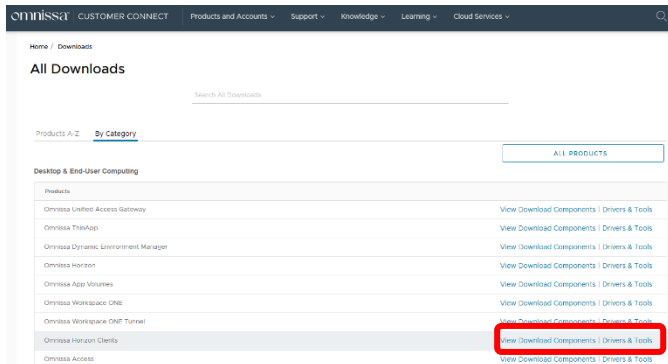 omnissa CUSTOMER CONNECT Products and Accounts Support Knowledge Learning Cloud Services
Home / Downloads
All Downloads
Search All Downloads
Products A-Z By Category
ALL PRODUCTS
Desktop & End-User Computing
Products
Omnissa Unified Access Gateway View Download Components | Drivers & Tools
Omnissa ThinApp View Download Components | Drivers & Tools
Omnissa Dynamic Environment Manager View Download Components | Drivers & Tools
Omnissa Horizon View Download Components | Drivers & Tools
Omnissa App Volumes View Download Components | Drivers & Tools
Omnissa Workspace ONE View Download Components | Drivers & Tools
Omnissa Workspace ONE Tunnel View Download Components | Drivers & Tools
Omnissa Horizon Clients View Download Components | Drivers & Tools
Omnissa Access View Download Components | Drivers & Tools